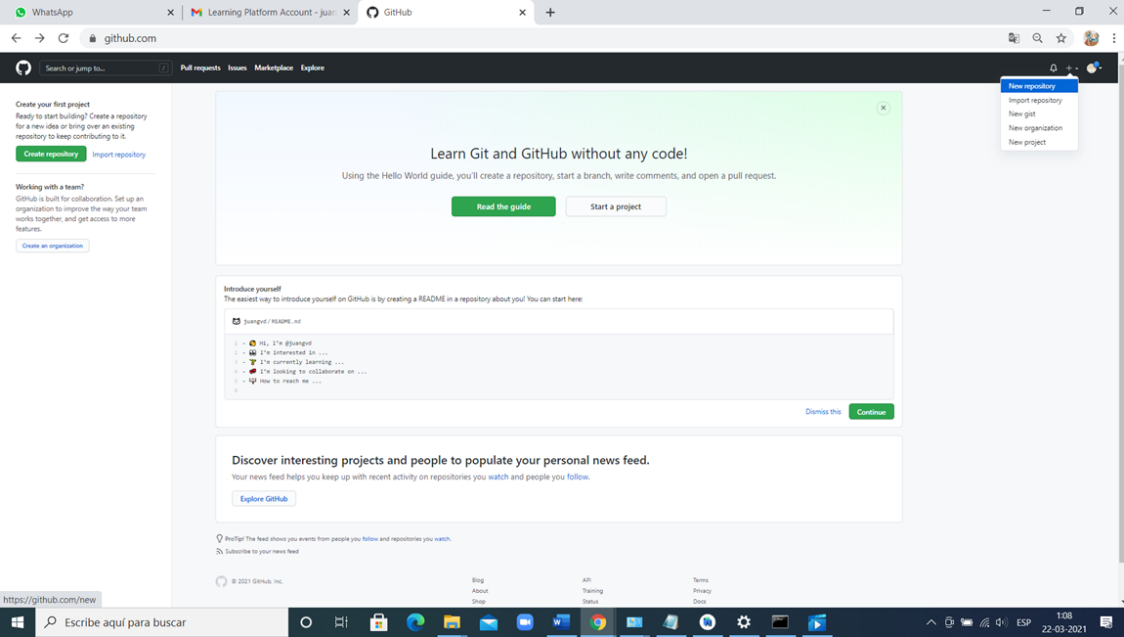 WhatsApp
Learning Platform Account - juan
GitHub
github.com
Search or jump to...
/
Pull requests
Issues
Marketplace
Explore
New repository
Import repository
New gist
New organization
New project
Create your first project
Ready to start building? Create a repository
for a new idea or bring over an existing
repository to keep contributing to it.
Create repository
Import repository
Working with a team?
GitHub is built for collaboration. Set up an
organization to improve the way your team
works together, and get access to more
features.
Create an organization
Learn Git and GitHub without any code!
Using the Hello World guide, you'll create a repository, start a branch, write comments, and open a pull request.
Read the guide
Start a project
Introduce yourself
The easiest way to introduce yourself on GitHub is by creating a README in a repository about you! You can start here:
juangvd / README.md
1 - 👋 Hi, I'm @juangvd
2 - 👀 I'm interested in ...
3 - 🌱 I'm currently learning ...
4 - 💞️ I'm looking to collaborate on ...
5 - 📫 How to reach me ...
6
Dismiss this
Continue
Discover interesting projects and people to populate your personal news feed.
Your news feed helps you keep up with recent activity on repositories you watch and people you follow.
Explore GitHub
ProTip! The feed shows you events from people you follow and repositories you watch.
Subscribe to your news feed
© 2021 GitHub, Inc.
Blog
About
Shop
API
Training
Status
Terms
Privacy
Docs
https://github.com/new
Escribe aquí para buscar
ESP
1:08
22-03-2021